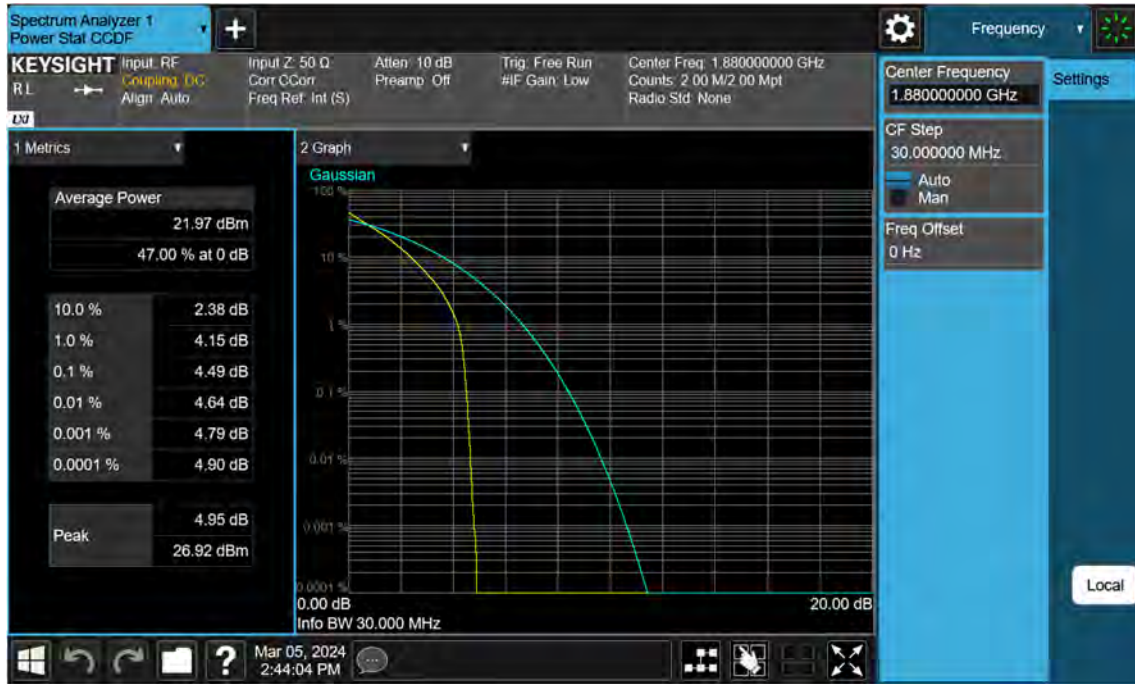 Spectrum Analyzer 1
Power Stat CCDF
+
Frequency
KEYSIGHT
RL
LXI
Input: RF
Coupling: DC
Align: Auto
Input Z: 50 Ω
Corr CCorr
Freq Ref: Int (S)
Atten: 10 dB
Preamp: Off
Trig: Free Run
#IF Gain: Low
Center Freq: 1.880000000 GHz
Counts: 2.00 M/2.00 Mpt
Radio Std: None
Center Frequency
1.880000000 GHz
Settings
CF Step
30.000000 MHz
Auto
Man
Freq Offset
0 Hz
Local
1 Metrics
Average Power
21.97 dBm
47.00 % at 0 dB
10.0 % 2.38 dB
1.0 % 4.15 dB
0.1 % 4.49 dB
0.01 % 4.64 dB
0.001 % 4.79 dB
0.0001 % 4.90 dB
Peak
4.95 dB
26.92 dBm
2 Graph
Gaussian
100 %
10 %
1 %
0.1 %
0.01 %
0.001 %
0.0001 %
0.00 dB 20.00 dB
Info BW 30.000 MHz
?
Mar 05, 2024
2:44:04 PM